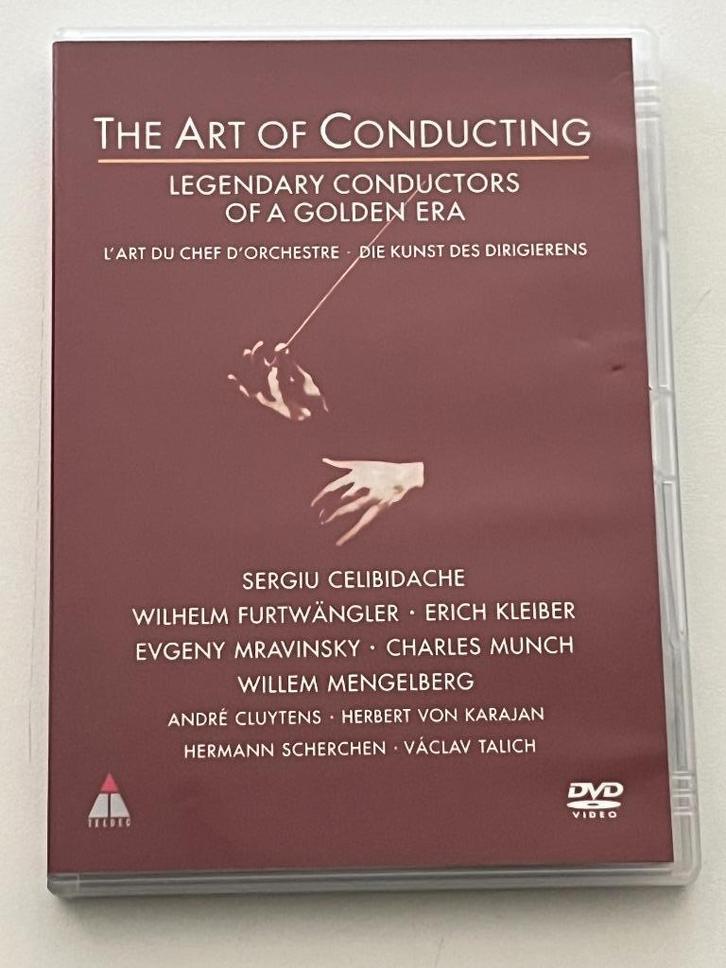 THE ART OF CONDUCTING
LEGENDARY CONDUCTORS
OF A GOLDEN ERA
L'ART DU CHEF D'ORCHESTRE · DIE KUNST DES DIRIGIERENS
SERGIU CELIBIDACHE
WILHELM FURTWÄNGLER · ERICH KLEIBER
EVGENY MRAVINSKY · CHARLES MUNCH
WILLEM MENGELBERG
ANDRÉ CLUYTENS · HERBERT VON KARAJAN
HERMANN SCHERCHEN · VÁCLAV TALICH
TELDEC
DVD
VIDEO